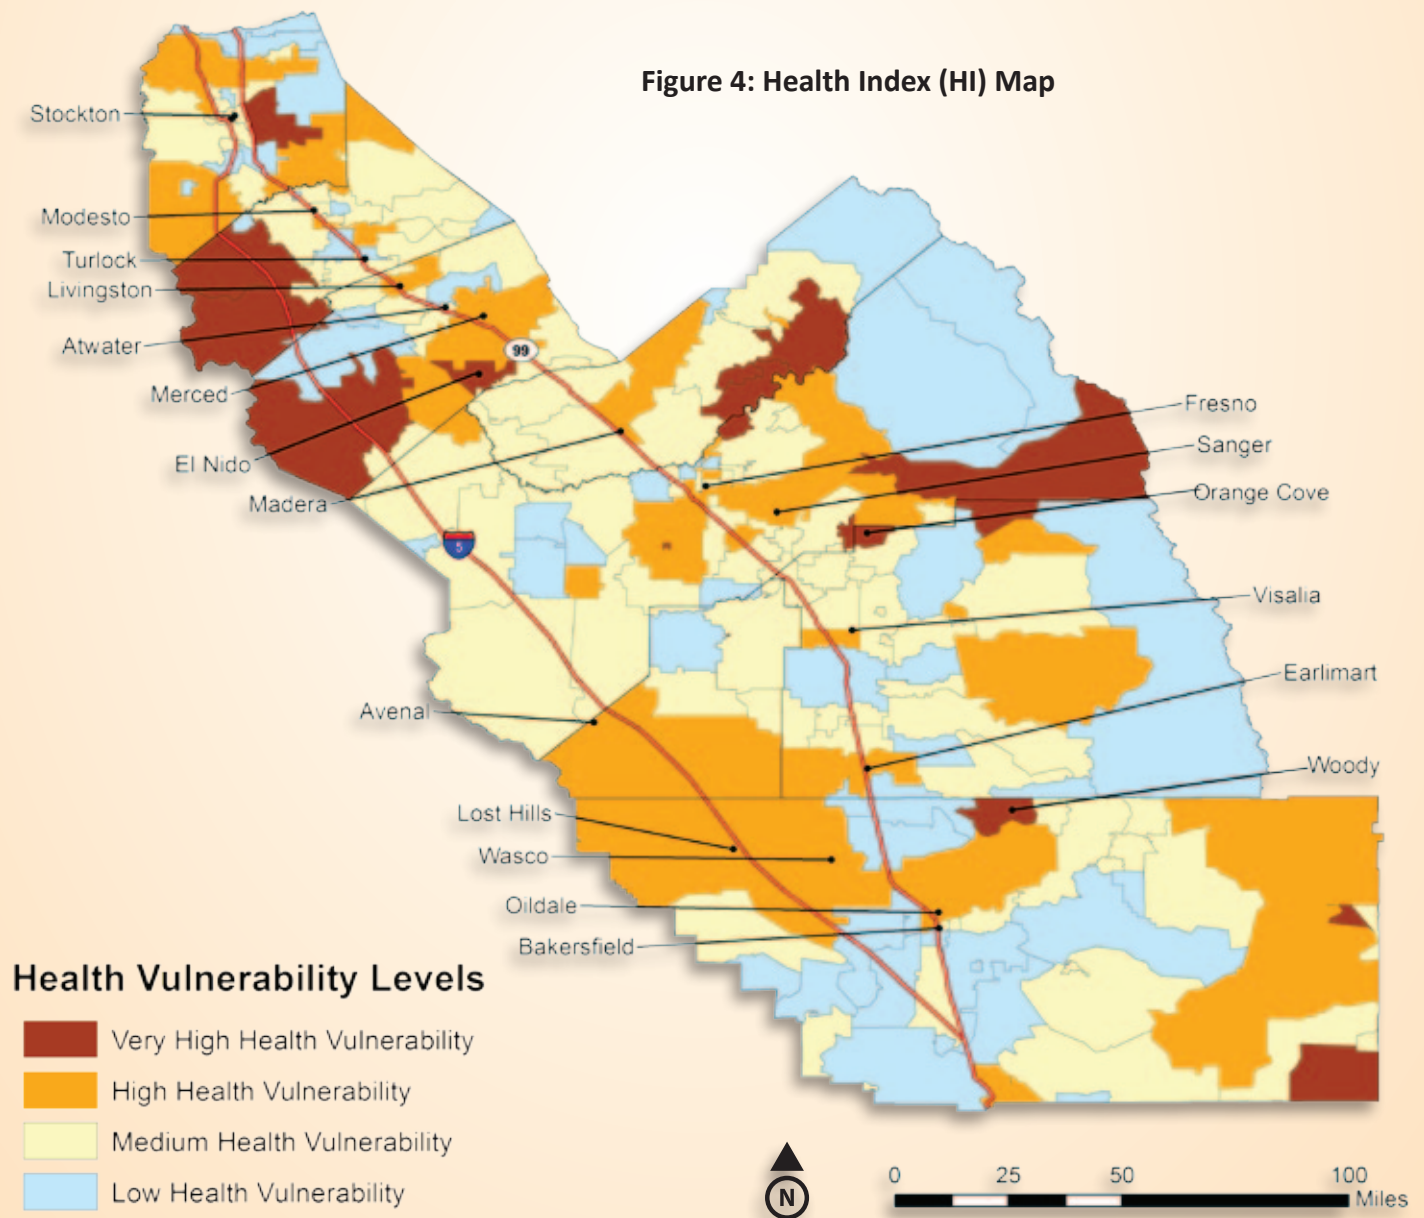 Figure 4: Health Index (HI) Map
Stockton
Modesto
Turlock
Livingston
Atwater
Merced
El Nido
Madera
99
5
Fresno
Sanger
Orange Cove
Visalia
Earlimart
Woody
Avenal
Lost Hills
Wasco
Oildale
Bakersfield
Health Vulnerability Levels
Very High Health Vulnerability
High Health Vulnerability
Medium Health Vulnerability
Low Health Vulnerability
N
0 25 50 100
Miles